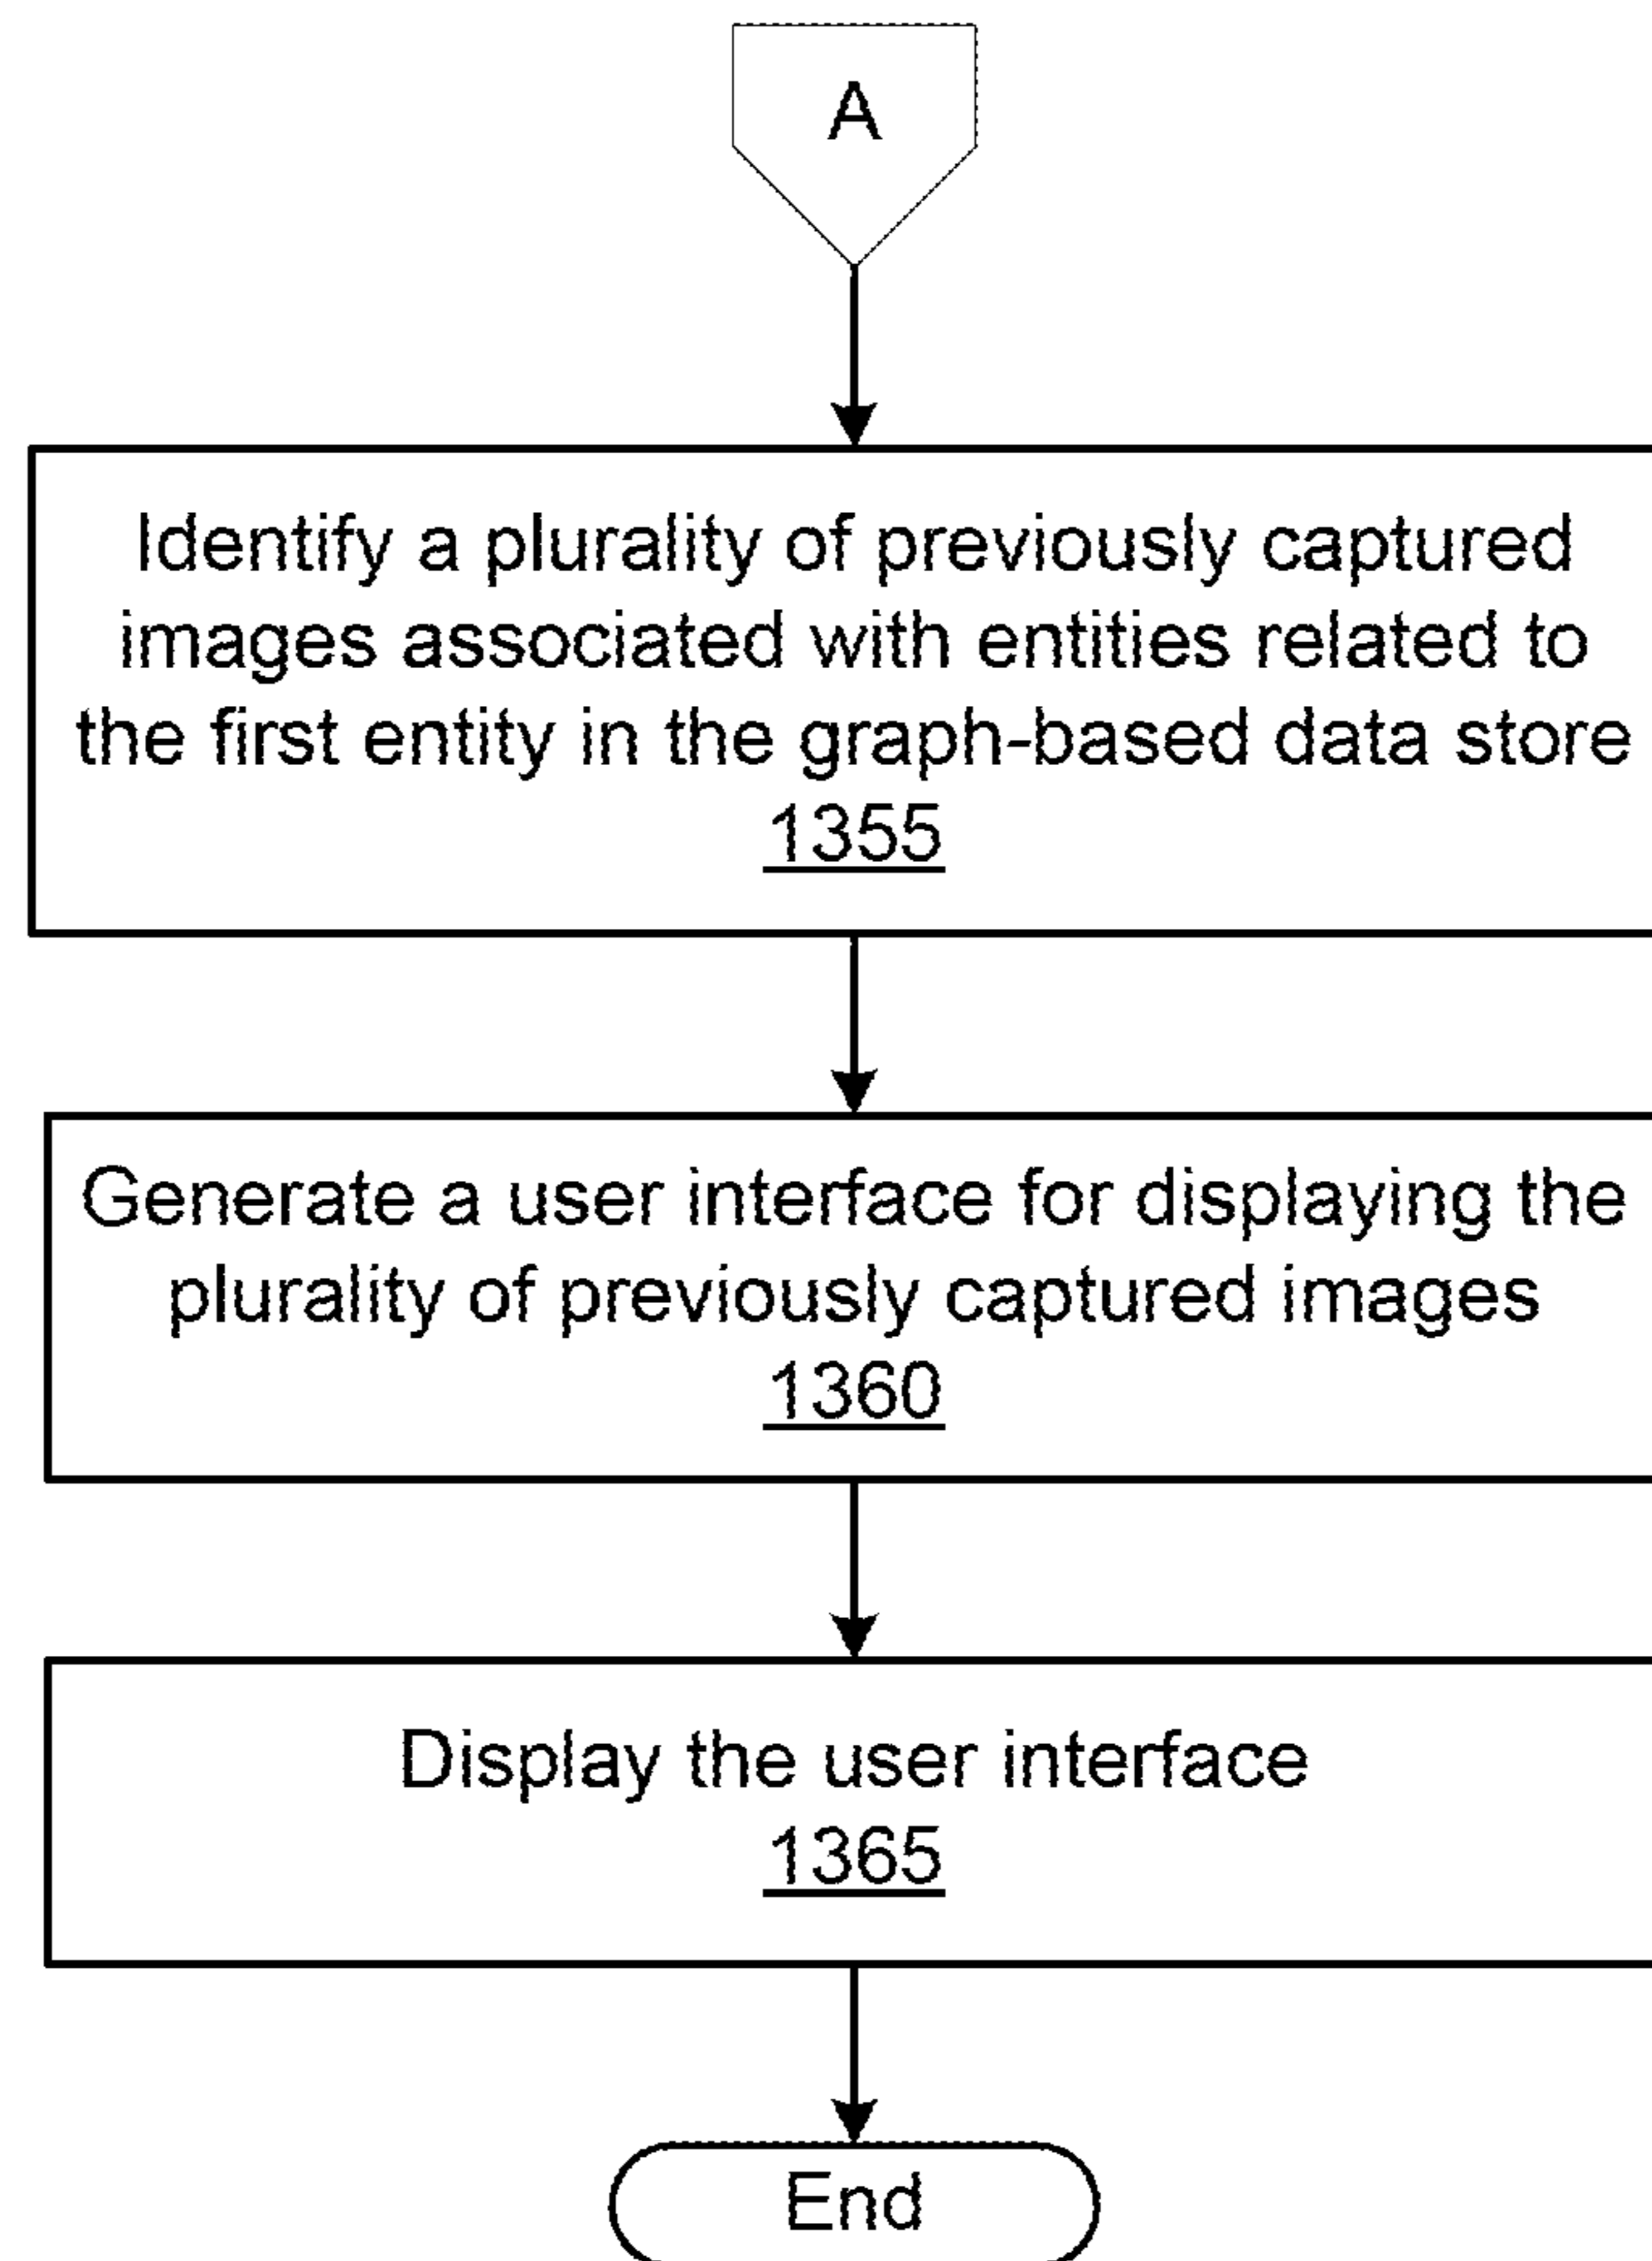 A
Identify a plurality of previously captured
images associated with entities related to
the first entity in the graph-based data store
1355
Generate a user interface for displaying the
plurality of previously captured images
1360
Display the user interface
1365
End